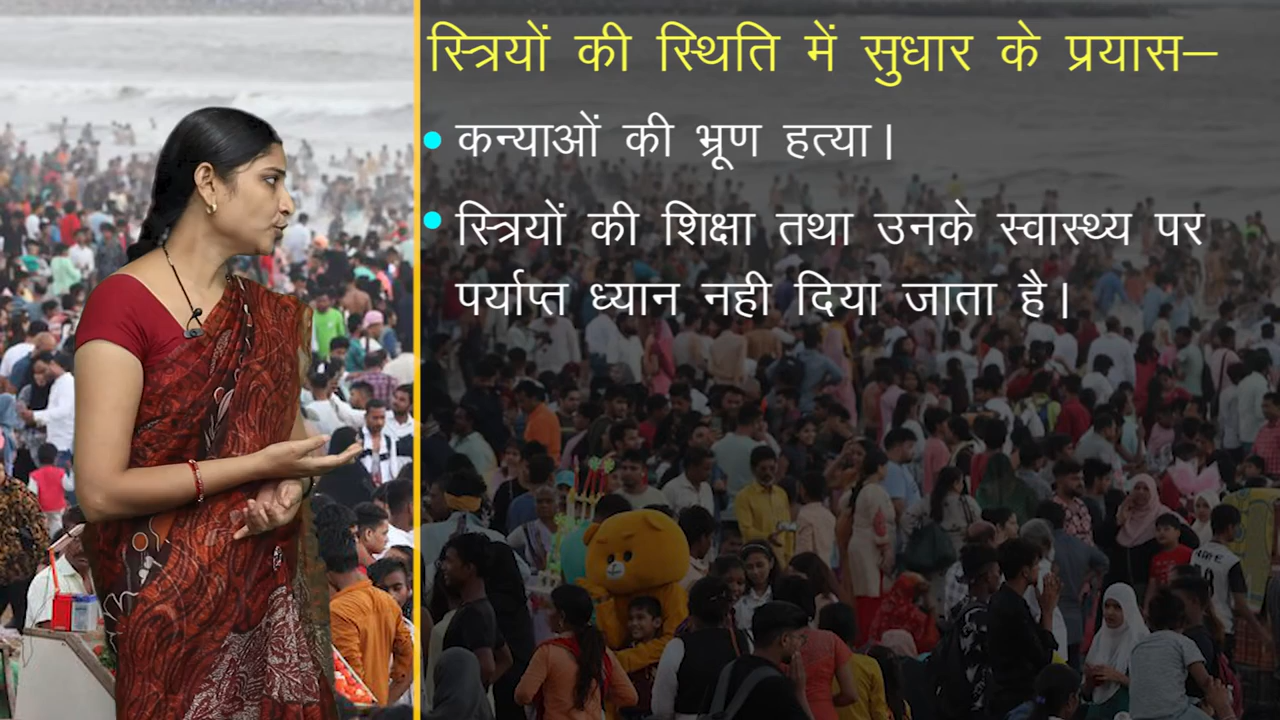 स्त्रियों की स्थिति में सुधार के प्रयास–
• कन्याओं की भ्रूण हत्या।
• स्त्रियों की शिक्षा तथा उनके स्वास्थ्य पर
पर्याप्त ध्यान नही दिया जाता है।